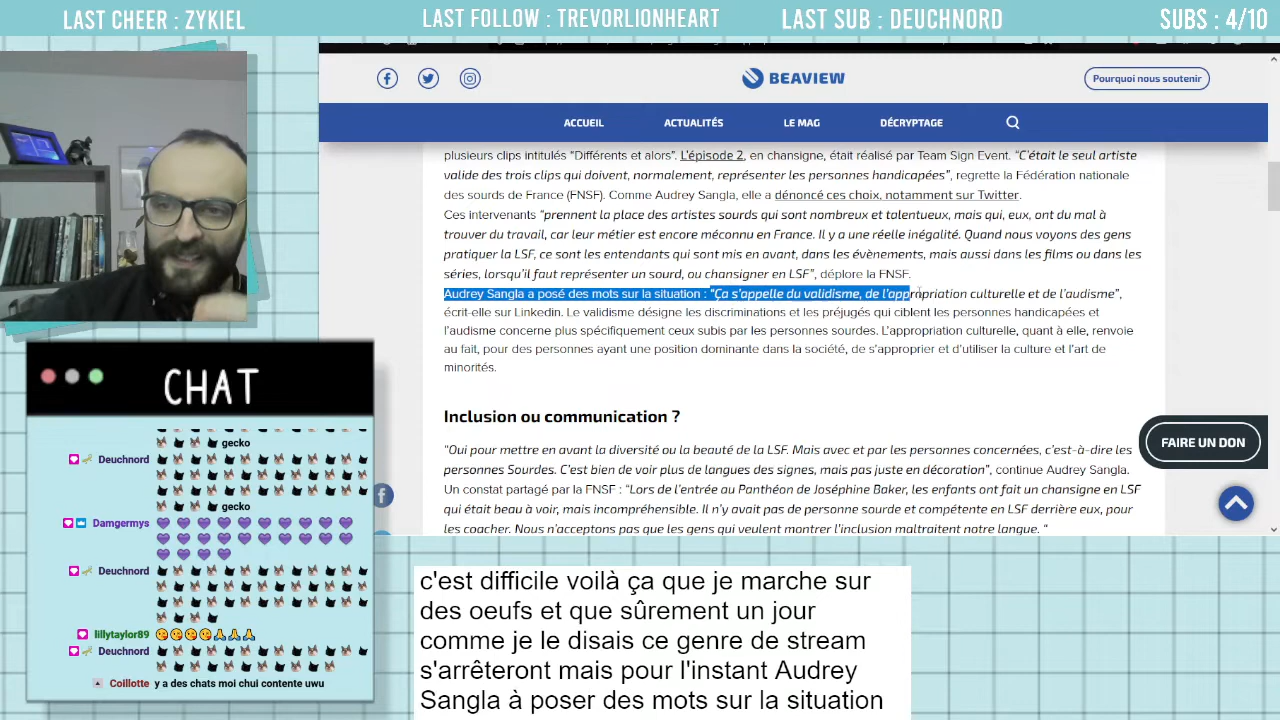 LAST CHEER : ZYKIEL
LAST FOLLOW : TREVORLIONHEART
LAST SUB : DEUCHNORD
SUBS : 4/10
BEAVIEW
Pourquoi nous soutenir
ACCUEIL
ACTUALITÉS
LE MAG
DÉCRYPTAGE
plusieurs clips intitulés "Différents et alors". L'épisode 2, en chansigne, était réalisé par Team Sign Event. "C'était le seul artiste
valide des trois clips qui doivent, normalement, représenter les personnes handicapées", regrette la Fédération nationale
des sourds de France (FNSF). Comme Audrey Sangla, elle a dénoncé ces choix, notamment sur Twitter.
Ces intervenants "prennent la place des artistes sourds qui sont nombreux et talentueux, mais qui, eux, ont du mal à
trouver du travail, car leur métier est encore méconnu en France. Il y a une réelle inégalité. Quand nous voyons des gens
pratiquer la LSF, ce sont les entendants qui sont mis en avant, dans les évènements, mais aussi dans les films ou dans les
séries, lorsqu'il faut représenter un sourd, ou chansigner en LSF", déplore la FNSF.
Audrey Sangla a posé des mots sur la situation : "Ça s'appelle du validisme, de l'appropriation culturelle et de l'audisme",
écrit-elle sur Linkedin. Le validisme désigne les discriminations et les préjugés qui ciblent les personnes handicapées et
l'audisme concerne plus spécifiquement ceux subis par les personnes sourdes. L'appropriation culturelle, quant à elle, renvoie
au fait, pour des personnes ayant une position dominante dans la société, de s'approprier et d'utiliser la culture et l'art de
minorités.
Inclusion ou communication ?
"Oui pour mettre en avant la diversité ou la beauté de la LSF. Mais avec et par les personnes concernées, c'est-à-dire les
personnes Sourdes. C'est bien de voir plus de langues des signes, mais pas juste en décoration", continue Audrey Sangla.
Un constat partagé par la FNSF : "Lors de l'entrée au Panthéon de Joséphine Baker, les enfants ont fait un chansigne en LSF
qui était beau à voir, mais incompréhensible. Il n'y avait pas de personne sourde et compétente en LSF derrière eux, pour
les coacher. Nous n'acceptons pas que les gens qui veulent montrer l'inclusion maltraitent notre langue. "
FAIRE UN DON
CHAT
gecko
Deuchnord
gecko
Damgermys
Deuchnord
lillytaylor89
Deuchnord
Coillotte y a des chats moi chui contente uwu
c'est difficile voilà ça que je marche sur
des oeufs et que sûrement un jour
comme je le disais ce genre de stream
s'arrêteront mais pour l'instant Audrey
Sangla à poser des mots sur la situation